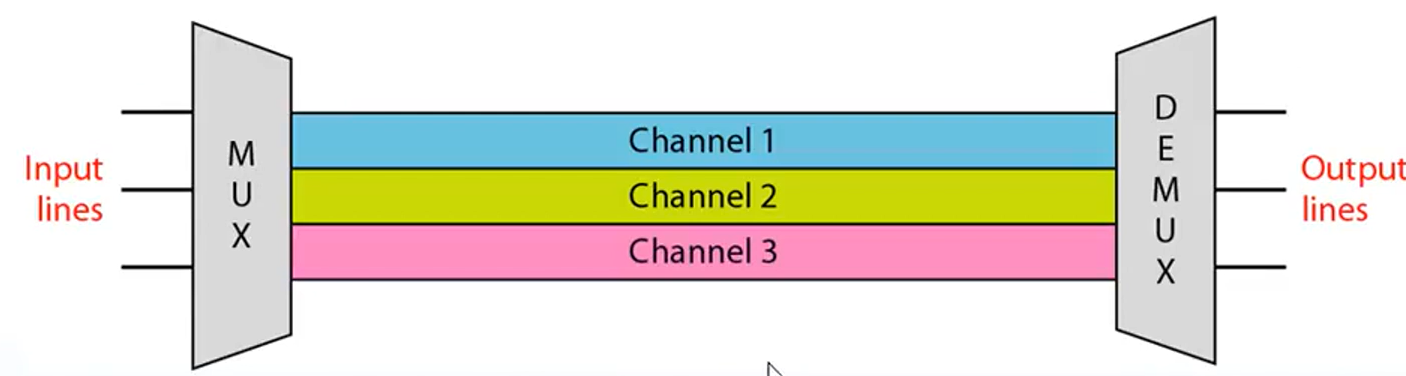 Input
lines
M
U
X
Channel 1
Channel 2
Channel 3
D
E
M
U
X
Output
lines